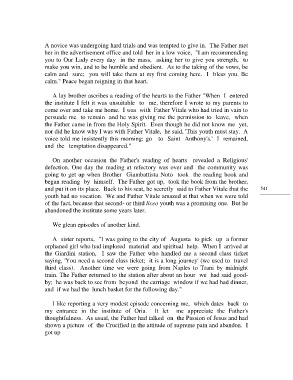 A novice was undergoing hard trials and was tempted to give in. The Father met
her in the advertisement office and told her in a low voice, "I am recommending
you to Our Lady every day in the mass, asking her to give you strength, to
make you win, and to be humble and obedient. As to the taking of the vows, be
calm and sure; you will take them at my first coming here. I bless you. Be
calm." Peace began reigning in that heart.
A lay brother ascribes a reading of the hearts to the Father "When I entered
the institute I felt it was unsuitable to me, therefore I wrote to my parents to
come over and take me home. I was with Father Vitale who had tried in vain to
persuade me to remain and he was giving me the permission to leave, when
the Father came in from the Holy Spirit. Even though he did not know me yet,
nor did he know why I was with Father Vitale, he said, "This youth must stay. A
voice told me insistently this morning: go to Saint Anthony's.' I remained,
and the temptation disappeared."
On another occasion the Father's reading of hearts revealed a Religious'
defection. One day the reading at refectory was over and the community was
going to get up when Brother Giambattista Noto took the reading book and
began reading by himself. The Father got up, took the book from the brother,
and put it on its place. Back to his seat, he secretly said to Father Vitale that the
youth had no vocation. We and Father Vitale amazed at that when we were told
of the fact, because that second- or third-Noto youth was a promising one. But he
abandoned the institute some years later.
541
We glean episodes of another kind.
A sister reports, "I was going to the city of Augusta to pick up a former
orphaned girl who had implored material and spiritual help. When I arrived at
the Giardini station, I saw the Father who handled me a second class ticket
saying, 'You need a second class ticket; it is a long journey' (we used to travel
third class). Another time we were going from Naples to Trani by midnight
train. The Father returned to the station after about an hour we had said good-
by; he was back to see from beyond the carriage window if we had had dinner,
and if we had the lunch basket for the following day."
I like reporting a very modest episode concerning me, which dates back to
my entrance in the institute of Oria. It let me appreciate the Father's
thoughtfulness. As usual, the Father had talked on the Passion of Jesus and had
shown a picture of the Crucified in the attitude of supreme pain and abandon. I
got up